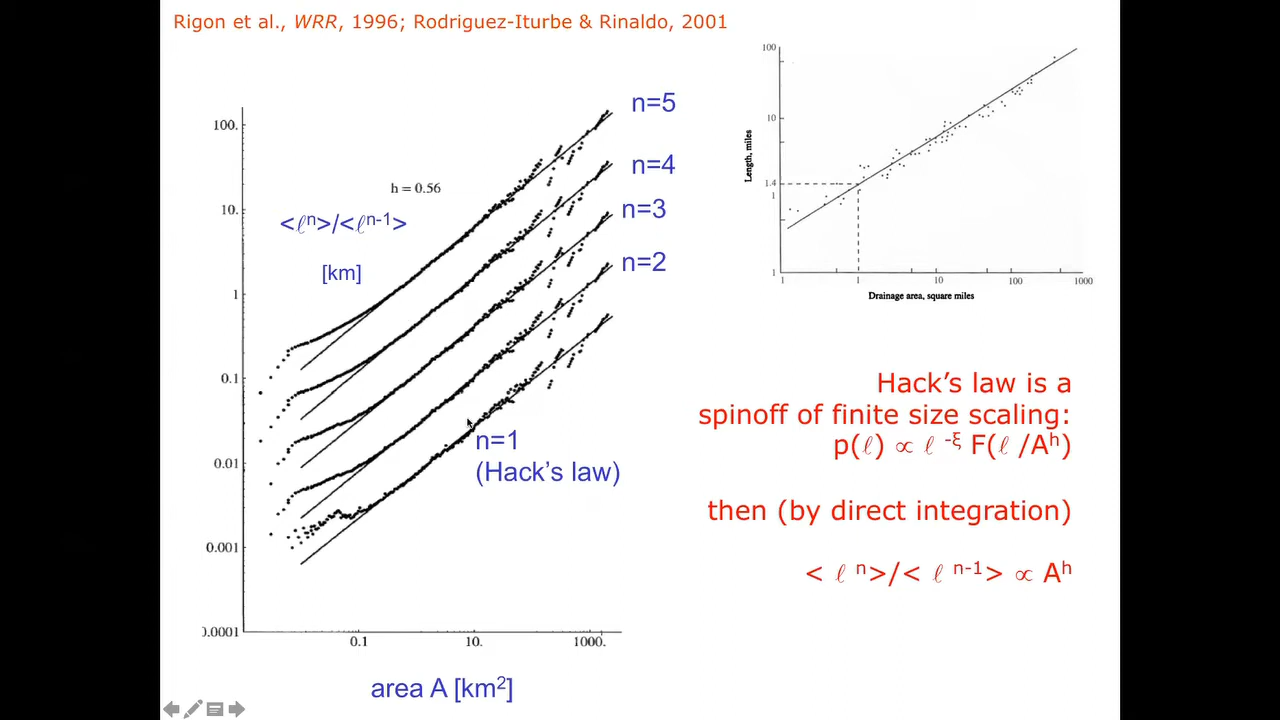 Rigon et al., WRR, 1996; Rodriguez-Iturbe & Rinaldo, 2001
n=5
n=4
n=3
n=2
n=1
(Hack's law)
h = 0.56
<ℓⁿ>/<ℓⁿ⁻¹>
[km]
100.
10.
1
0.1
0.01
0.001
0.0001
0.1
10.
1000.
area A [km²]
100
10
1.4
1
1
Length, miles
1
1
10
100
1000
Drainage area, square miles
Hack's law is a
spinoff of finite size scaling:
p(ℓ) ∝ ℓ ⁻ξ F(ℓ /Aʰ)
then (by direct integration)
< ℓ ⁿ>/< ℓ ⁿ⁻¹> ∝ Aʰ